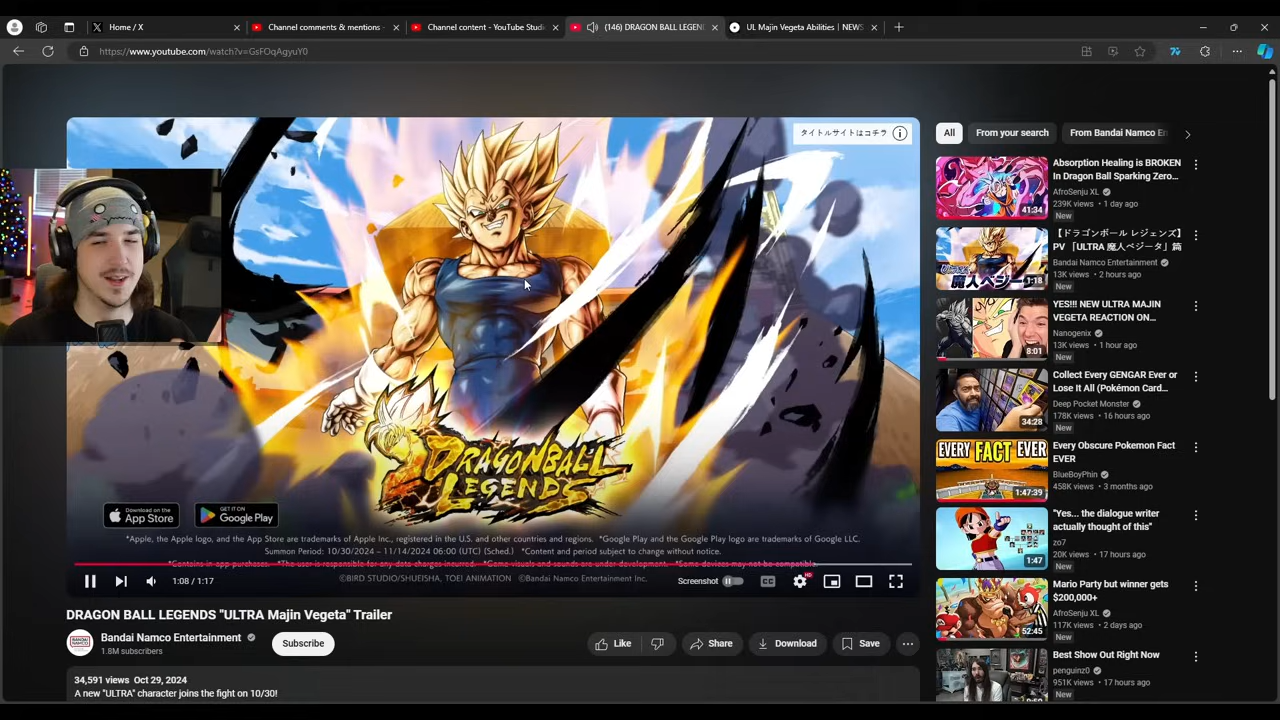 Home / X
Channel comments & mentions -
Channel content - YouTube Studi
(146) DRAGON BALL LEGEN
UL Majin Vegeta Abilities | NEWS
https://www.youtube.com/watch?v=GsFOqAgyuY0
タイトルサイトはコチラ
DRAGONBALL
LEGENDS
Download on the
App Store
GET IT ON
Google Play
*Apple, the Apple logo, and the App Store are trademarks of Apple Inc., registered in the U.S. and other countries and regions. *Google Play and the Google Play logo are trademarks of Google LLC.
Summon Period: 10/30/2024 – 11/14/2024 06:00 (UTC) (Sched.) *Content and period subject to change without notice.
*Contains in-app purchases. *The user is responsible for any data charges incurred. *Game visuals and sounds are under development. *Some devices may not be compatible.
©BIRD STUDIO/SHUEISHA, TOEI ANIMATION ©Bandai Namco Entertainment Inc.
1:08 / 1:17
Screenshot
CC
HD
DRAGON BALL LEGENDS "ULTRA Majin Vegeta" Trailer
Bandai Namco Entertainment
1.8M subscribers
Subscribe
Like
Share
Download
Save
34,591 views Oct 29, 2024
A new "ULTRA" character joins the fight on 10/30!
All
From your search
From Bandai Namco En
41:34
Absorption Healing is BROKEN
In Dragon Ball Sparking Zero...
AfroSenju XL
239K views • 1 day ago
New
魔人ベジータ
1:18
【ドラゴンボール レジェンズ】
PV 「ULTRA 魔人ベジータ」篇
Bandai Namco Entertainment
13K views • 2 hours ago
New
8:01
YES!!! NEW ULTRA MAJIN
VEGETA REACTION ON...
Nanogenix
13K views • 1 hour ago
New
34:28
Collect Every GENGAR Ever or
Lose It All (Pokémon Card...
Deep Pocket Monster
178K views • 16 hours ago
New
EVERY FACT EVER
1:47:39
Every Obscure Pokemon Fact
EVER
BlueBoyPhin
458K views • 3 months ago
1:47
"Yes... the dialogue writer
actually thought of this"
zo7
20K views • 17 hours ago
New
52:45
Mario Party but winner gets
$200,000+
AfroSenju XL
117K views • 2 days ago
New
Best Show Out Right Now
penguinz0
951K views • 17 hours ago
New